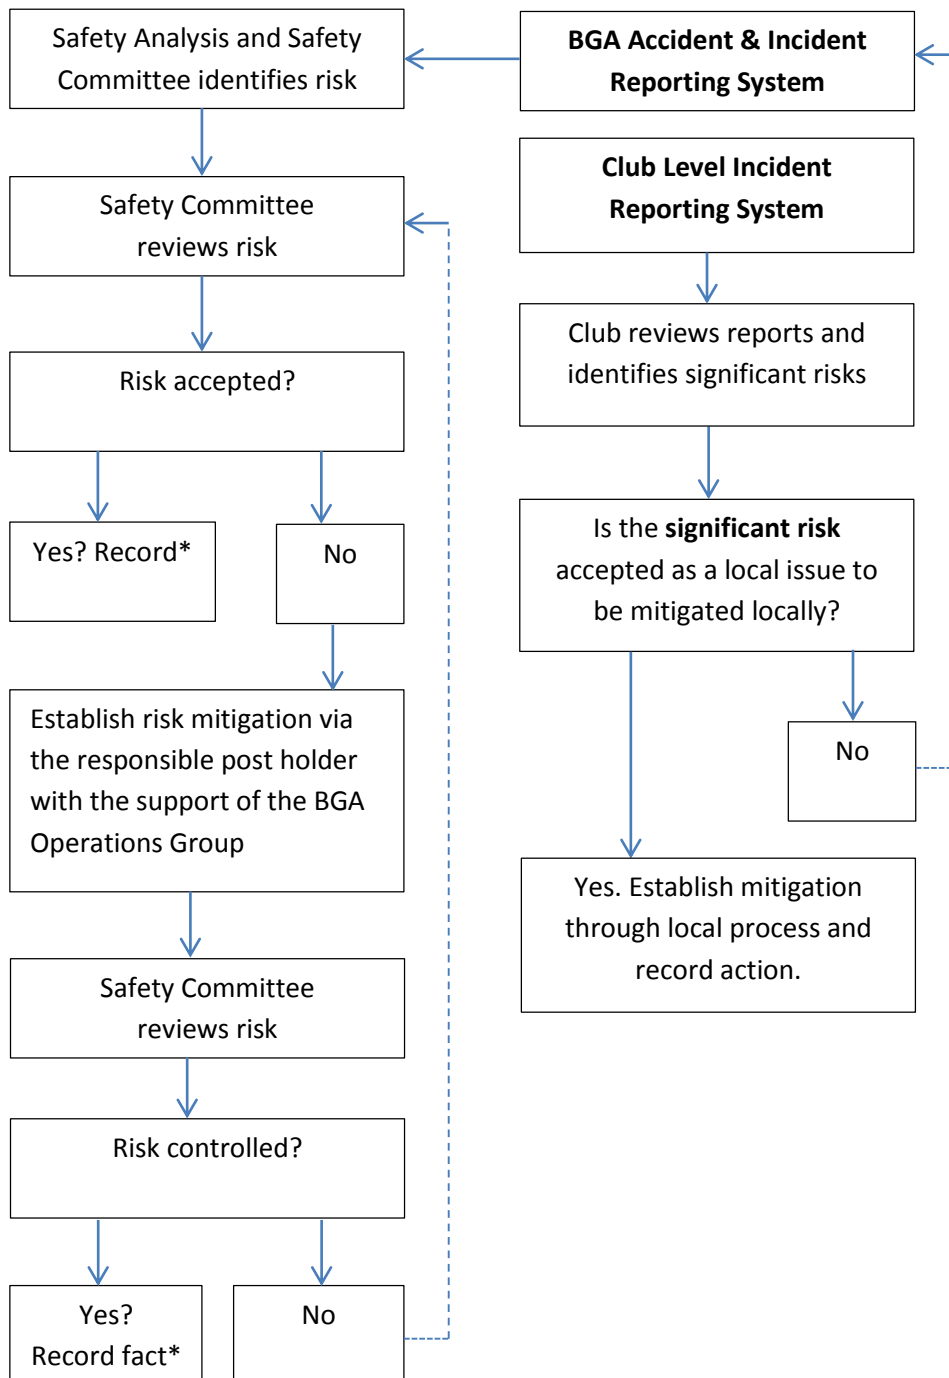 Safety Analysis and Safety
Committee identifies risk
Safety Committee
reviews risk
Risk accepted?
Yes? Record*
No
Establish risk mitigation via
the responsible post holder
with the support of the BGA
Operations Group
Safety Committee
reviews risk
Risk controlled?
Yes?
Record fact*
No
BGA Accident & Incident
Reporting System
Club Level Incident
Reporting System
Club reviews reports and
identifies significant risks
Is the significant risk
accepted as a local issue to
be mitigated locally?
No
Yes. Establish mitigation
through local process and
record action.